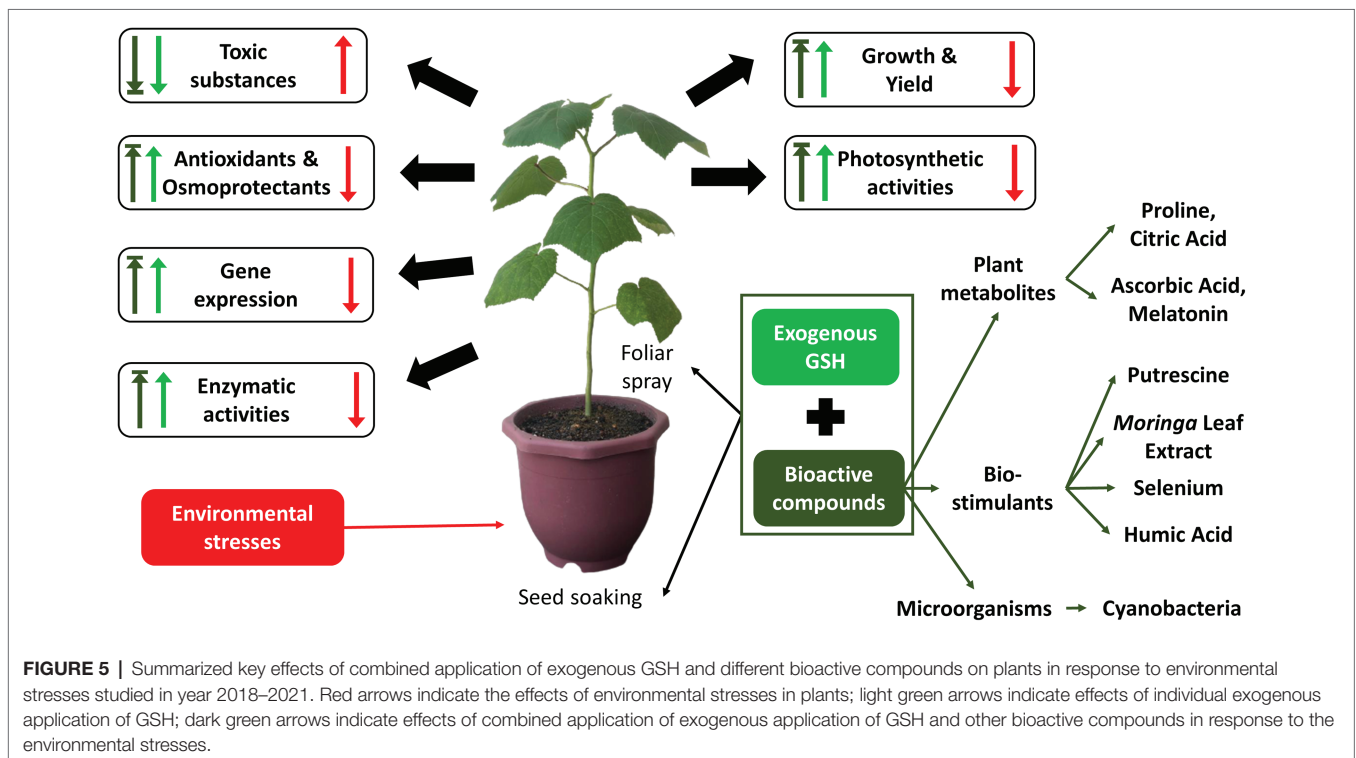 Toxic
substances
Growth &
Yield
Antioxidants &
Osmoprotectants
Photosynthetic
activities
Gene
expression
Enzymatic
activities
Environmental
stresses
Foliar
spray
Seed soaking
Exogenous
GSH
Bioactive
compounds
Plant
metabolites
Proline,
Citric Acid
Ascorbic Acid,
Melatonin
Bio-
stimulants
Putrescine
Moringa Leaf
Extract
Selenium
Humic Acid
Microorganisms
Cyanobacteria
FIGURE 5 | Summarized key effects of combined application of exogenous GSH and different bioactive compounds on plants in response to environmental
stresses studied in year 2018–2021. Red arrows indicate the effects of environmental stresses in plants; light green arrows indicate effects of individual exogenous
application of GSH; dark green arrows indicate effects of combined application of exogenous application of GSH and other bioactive compounds in response to the
environmental stresses.